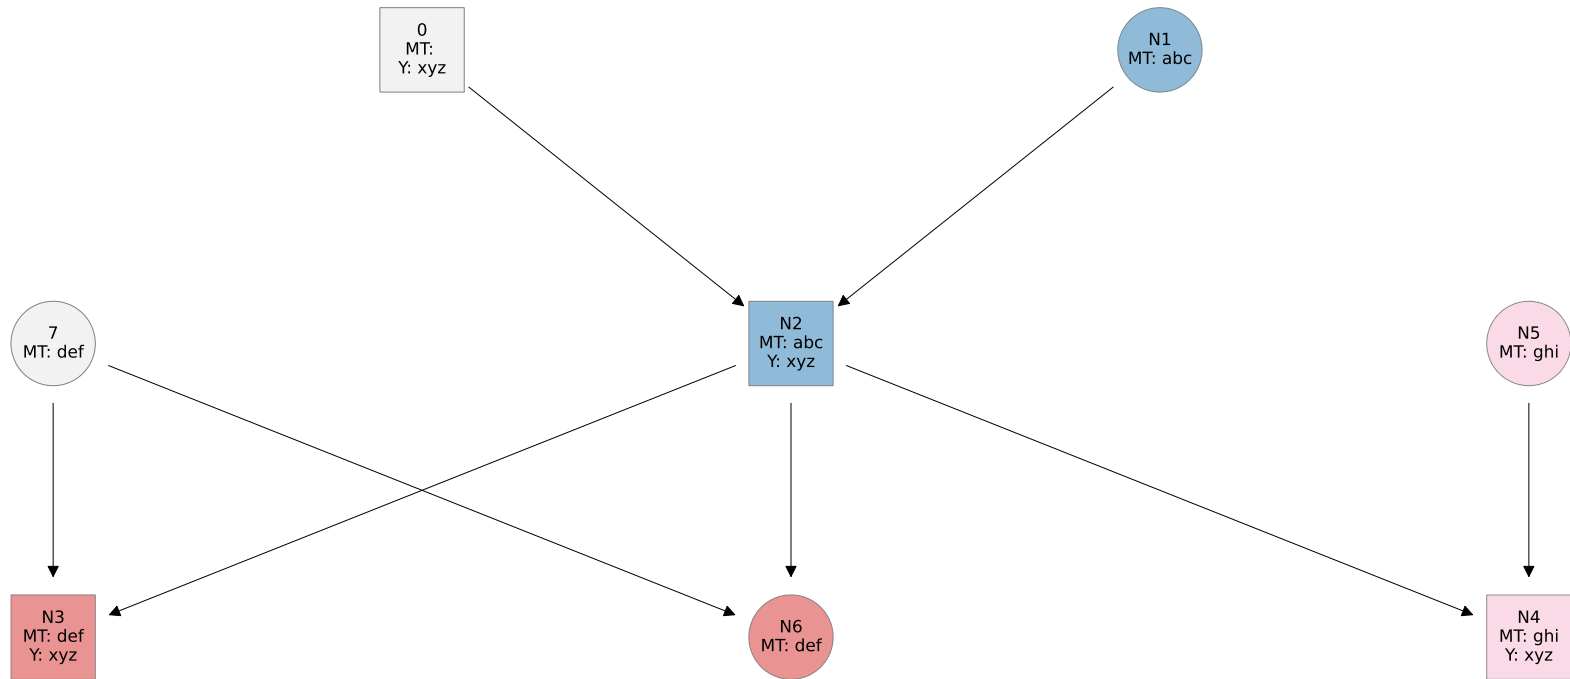 0
MT:
Y: xyz
N1
MT: abc
7
MT: def
N2
MT: abc
Y: xyz
N5
MT: ghi
N3
MT: def
Y: xyz
N6
MT: def
N4
MT: ghi
Y: xyz